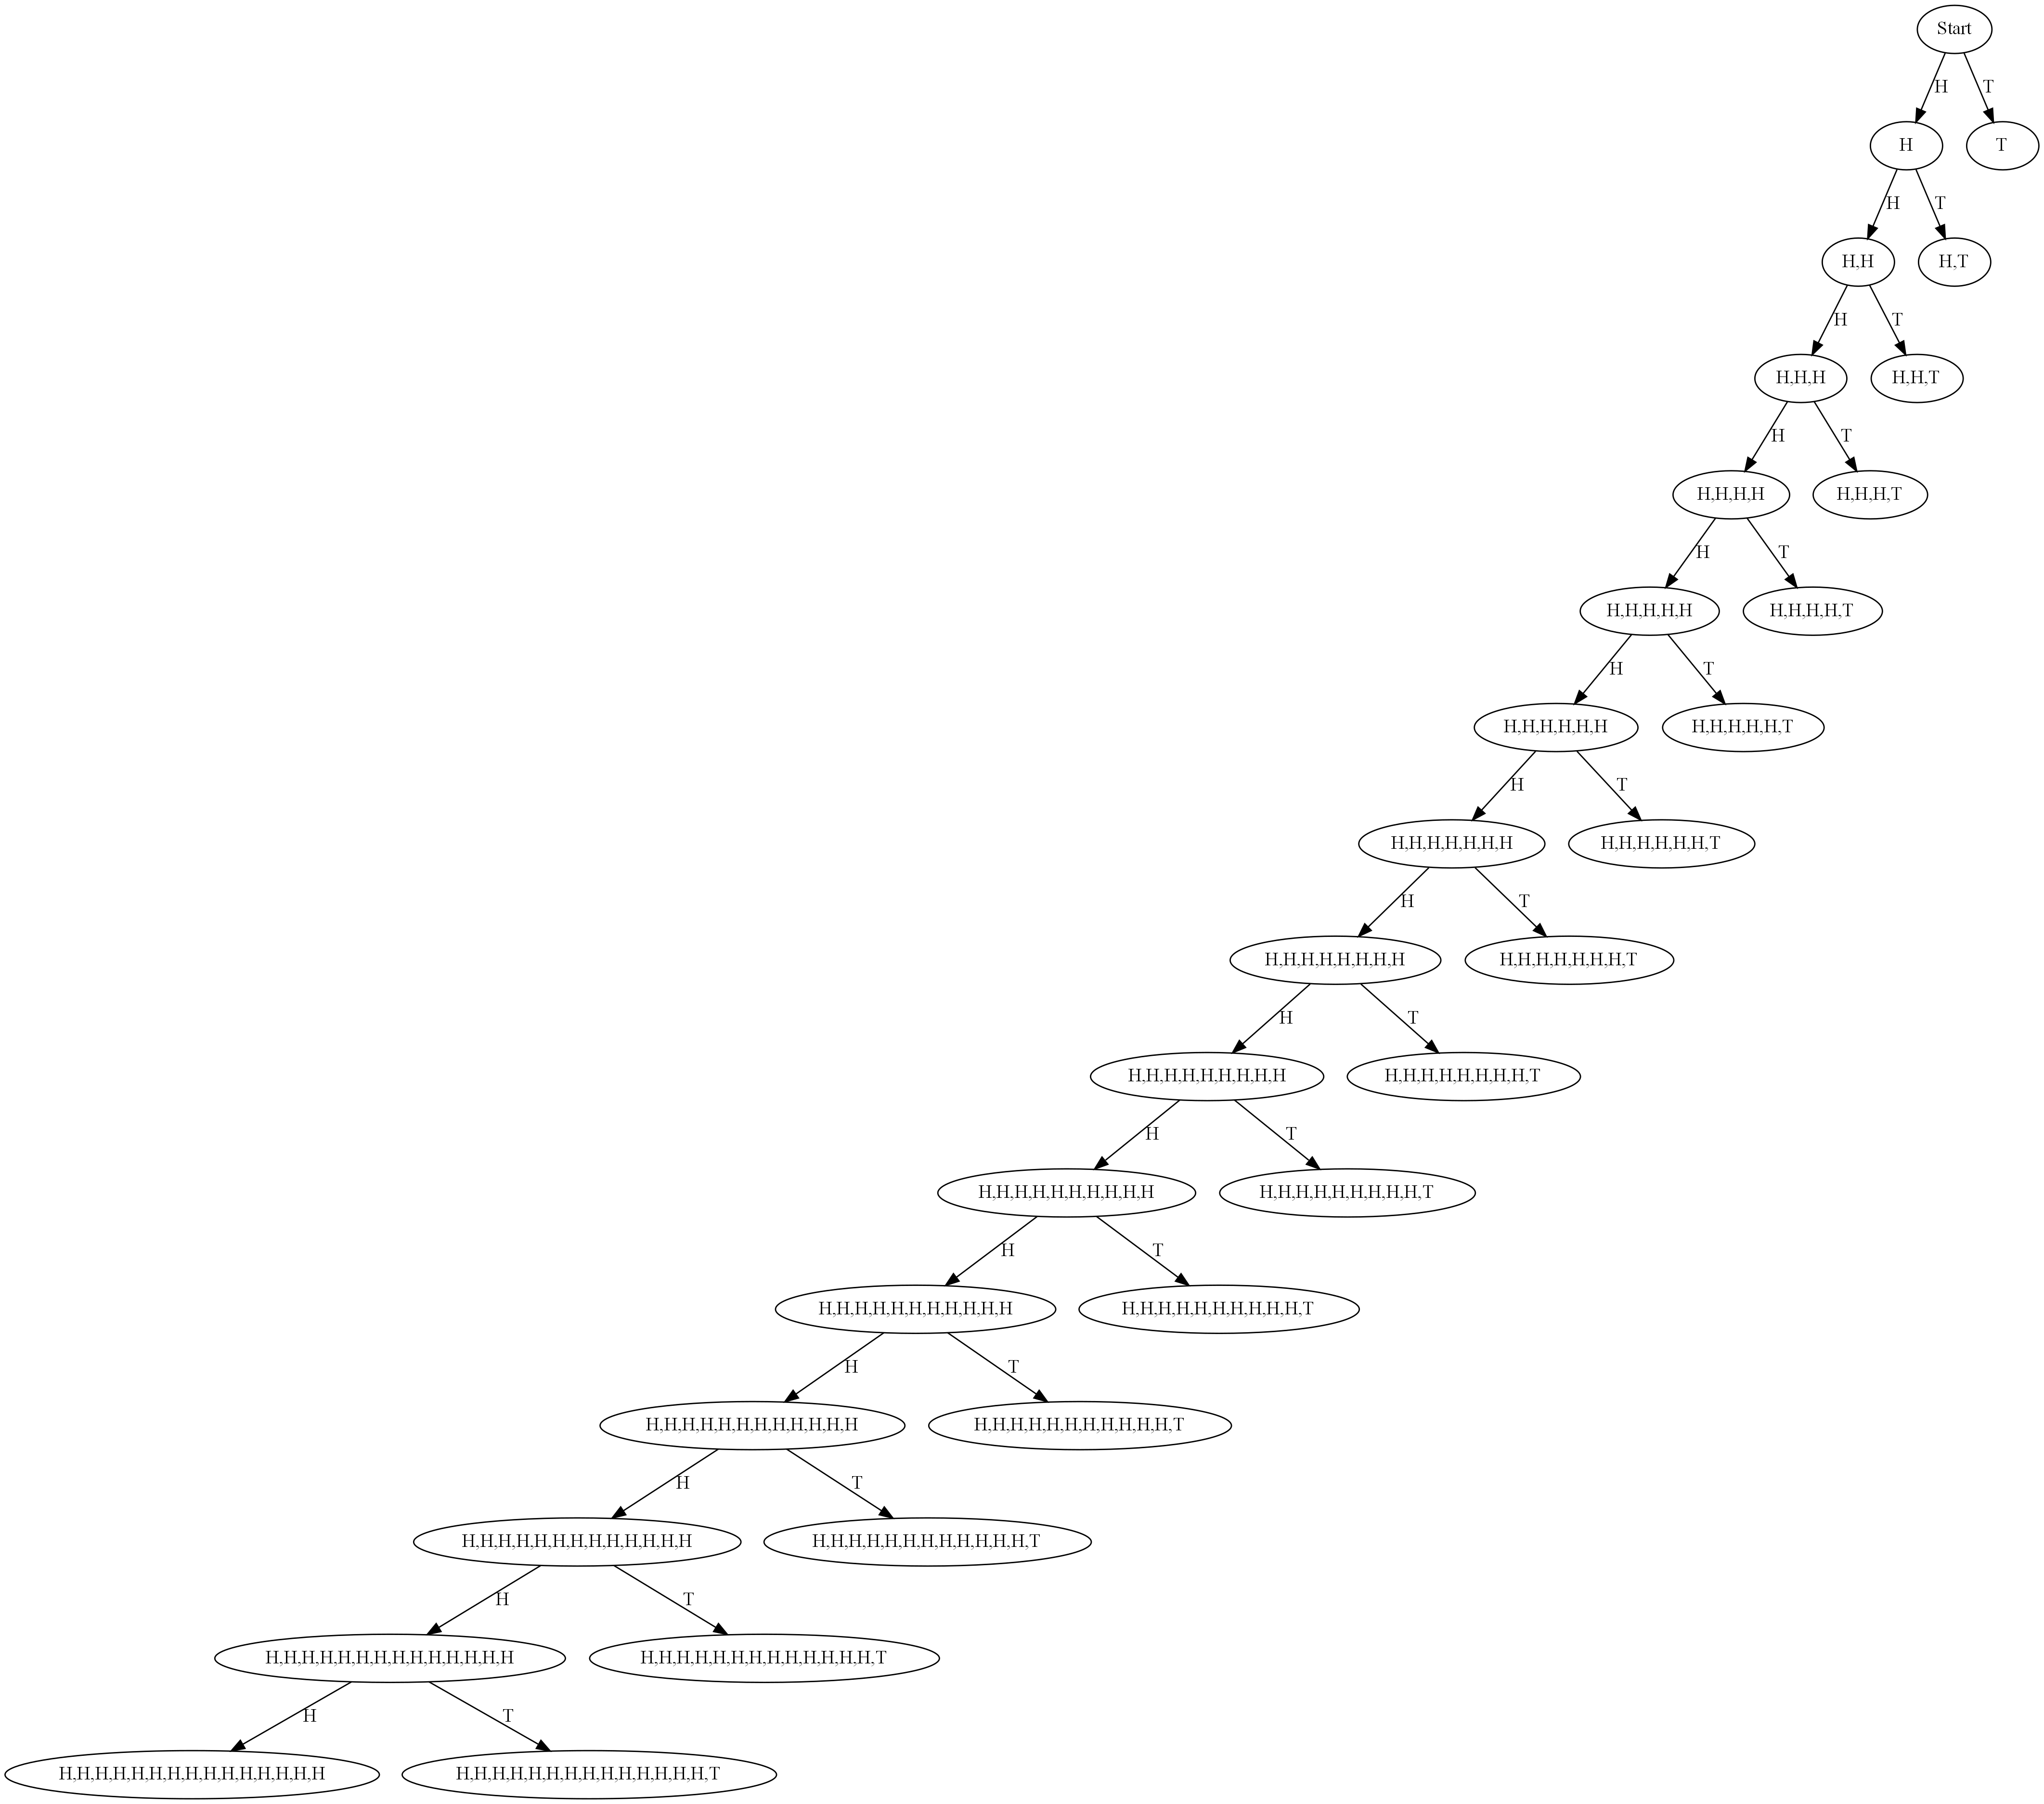 Start
H T
H T
H T
H,H H,T
H T
H,H,H H,H,T
H T
H,H,H,H H,H,H,T
H T
H,H,H,H,H H,H,H,H,T
H T
H,H,H,H,H,H H,H,H,H,H,T
H T
H,H,H,H,H,H,H H,H,H,H,H,H,T
H T
H,H,H,H,H,H,H,H H,H,H,H,H,H,H,T
H T
H,H,H,H,H,H,H,H,H H,H,H,H,H,H,H,H,T
H T
H,H,H,H,H,H,H,H,H,H H,H,H,H,H,H,H,H,H,T
H T
H,H,H,H,H,H,H,H,H,H,H H,H,H,H,H,H,H,H,H,H,T
H T
H,H,H,H,H,H,H,H,H,H,H,H H,H,H,H,H,H,H,H,H,H,H,T
H T
H,H,H,H,H,H,H,H,H,H,H,H,H H,H,H,H,H,H,H,H,H,H,H,H,T
H T
H,H,H,H,H,H,H,H,H,H,H,H,H,H H,H,H,H,H,H,H,H,H,H,H,H,H,T
H T
H,H,H,H,H,H,H,H,H,H,H,H,H,H,H H,H,H,H,H,H,H,H,H,H,H,H,H,H,T